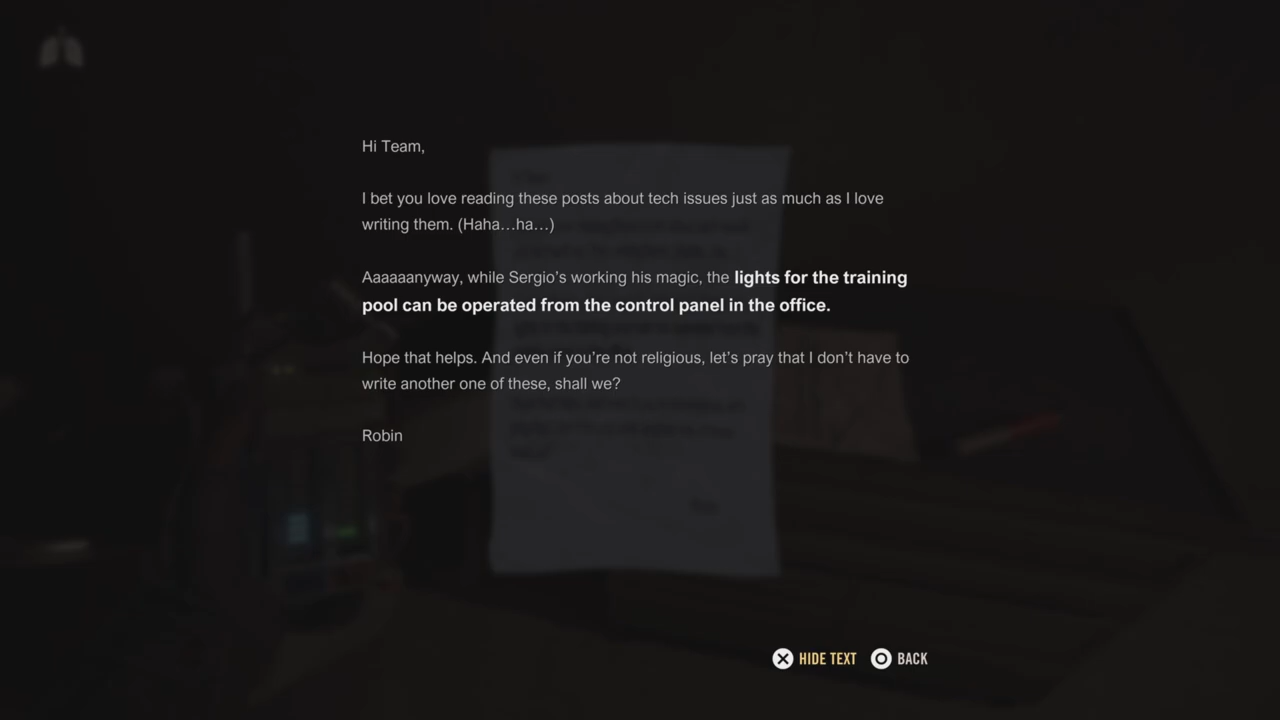 Hi Team,
I bet you love reading these posts about tech issues just as much as I love
writing them. (Haha…ha…)
Aaaaaanyway, while Sergio’s working his magic, the lights for the training
pool can be operated from the control panel in the office.
Hope that helps. And even if you’re not religious, let’s pray that I don’t have to
write another one of these, shall we?
Robin
HIDE TEXT BACK